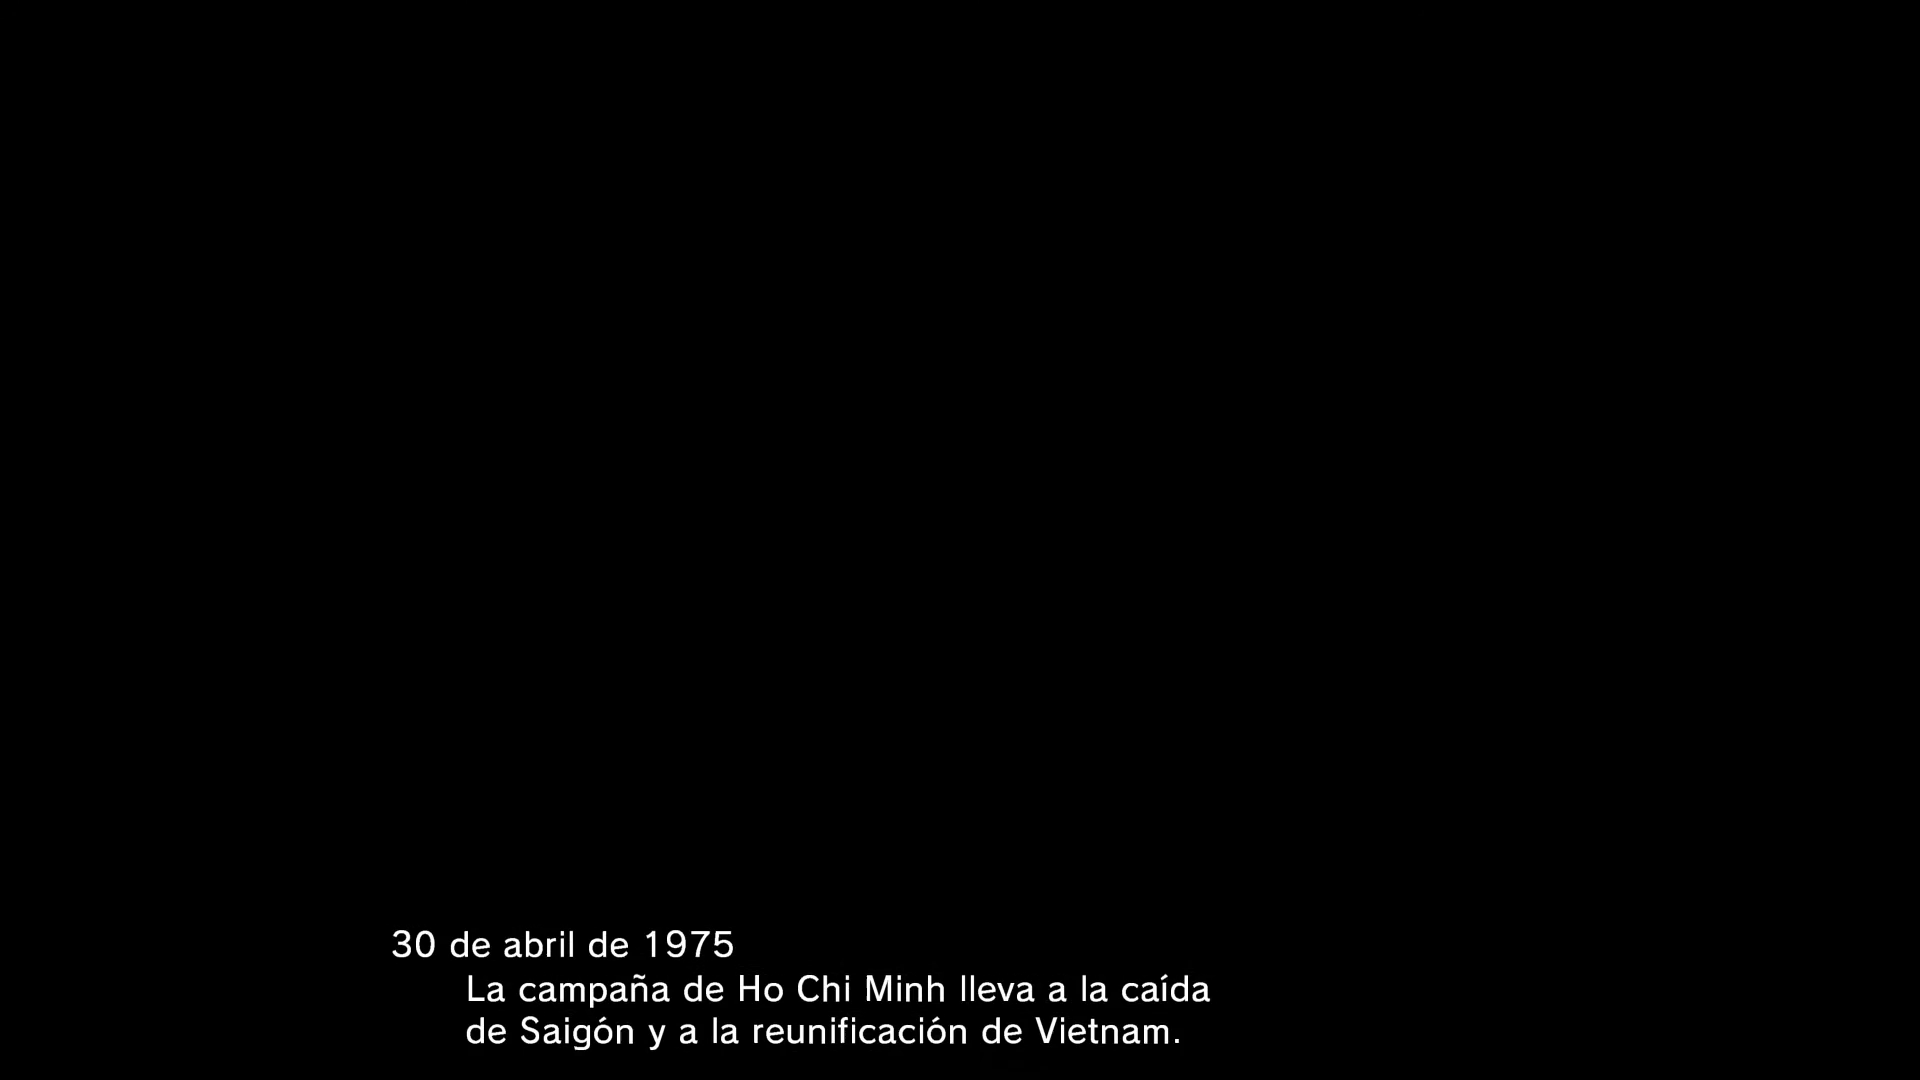 30 de abril de 1975
La campaña de Ho Chi Minh lleva a la caída
de Saigón y a la reunificación de Vietnam.